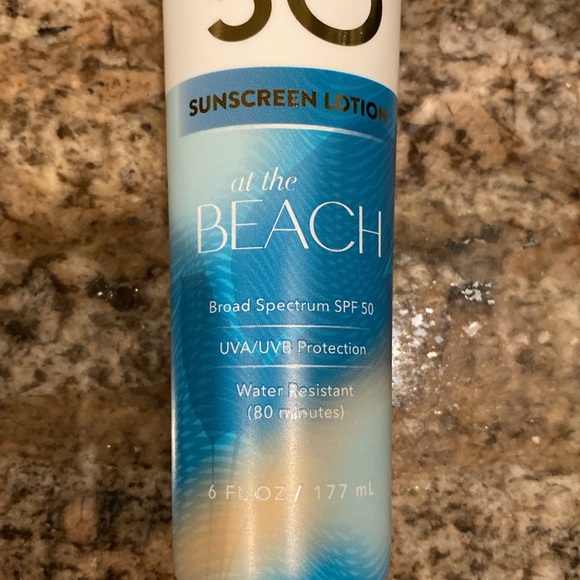 50
SUNSCREEN LOTION
at the
BEACH
Broad Spectrum SPF 50
UVA/UVB Protection
Water Resistant
(80 minutes)
6 FL OZ / 177 mL